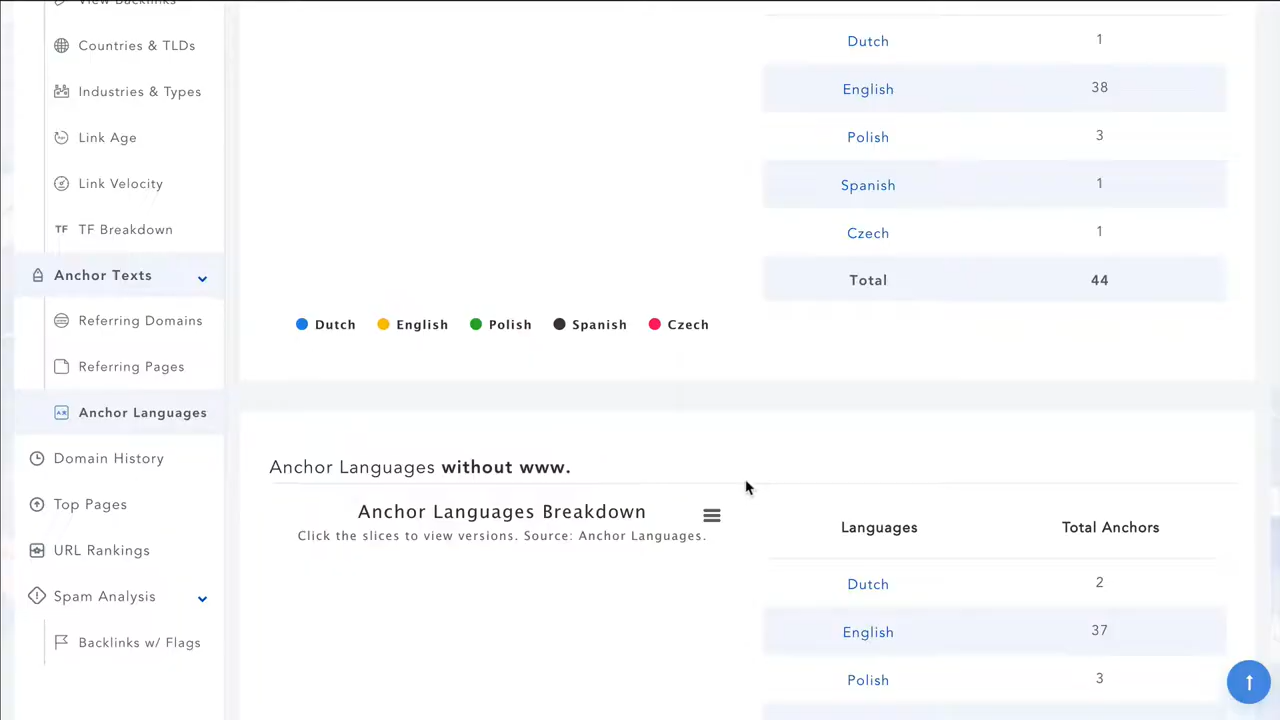 View Backlinks
Countries & TLDs
Industries & Types
Link Age
Link Velocity
TF TF Breakdown
Anchor Texts
Referring Domains
Referring Pages
Anchor Languages
Domain History
Top Pages
URL Rankings
Spam Analysis
Backlinks w/ Flags
Dutch 1
English 38
Polish 3
Spanish 1
Czech 1
Total 44
Dutch English Polish Spanish Czech
Anchor Languages without www.
Anchor Languages Breakdown
Click the slices to view versions. Source: Anchor Languages.
Languages Total Anchors
Dutch 2
English 37
Polish 3